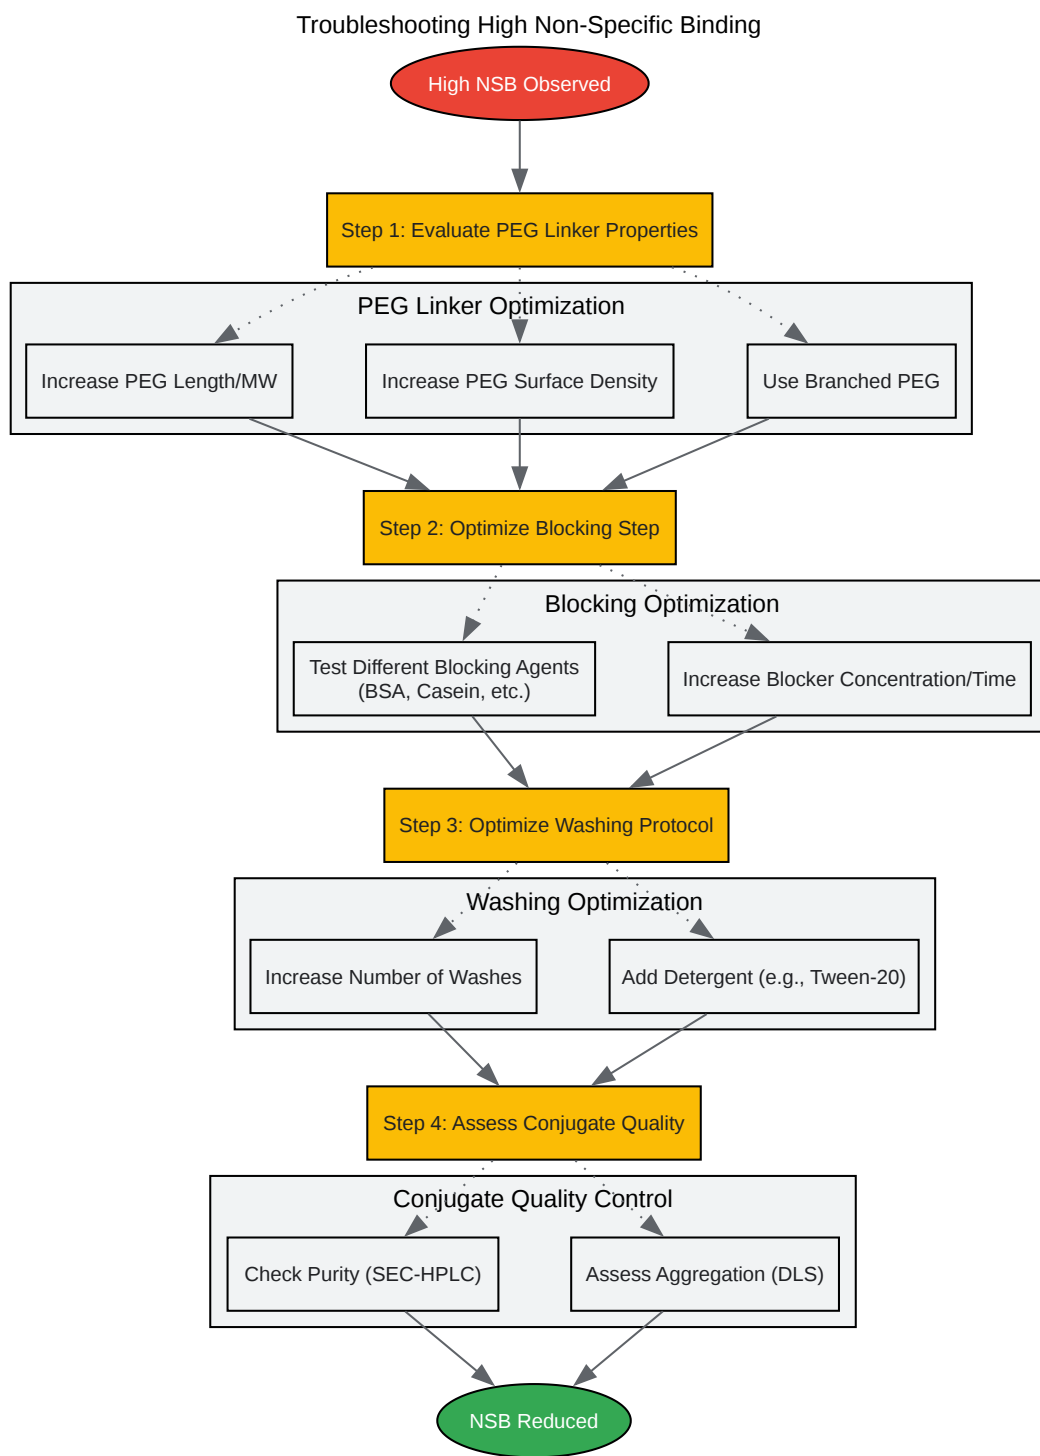 Troubleshooting High Non-Specific Binding
High NSB Observed
Step 1: Evaluate PEG Linker Properties
PEG Linker Optimization
Increase PEG Length/MW
Increase PEG Surface Density
Use Branched PEG
Step 2: Optimize Blocking Step
Blocking Optimization
Test Different Blocking Agents
(BSA, Casein, etc.)
Increase Blocker Concentration/Time
Step 3: Optimize Washing Protocol
Washing Optimization
Increase Number of Washes
Add Detergent (e.g., Tween-20)
Step 4: Assess Conjugate Quality
Conjugate Quality Control
Check Purity (SEC-HPLC)
Assess Aggregation (DLS)
NSB Reduced